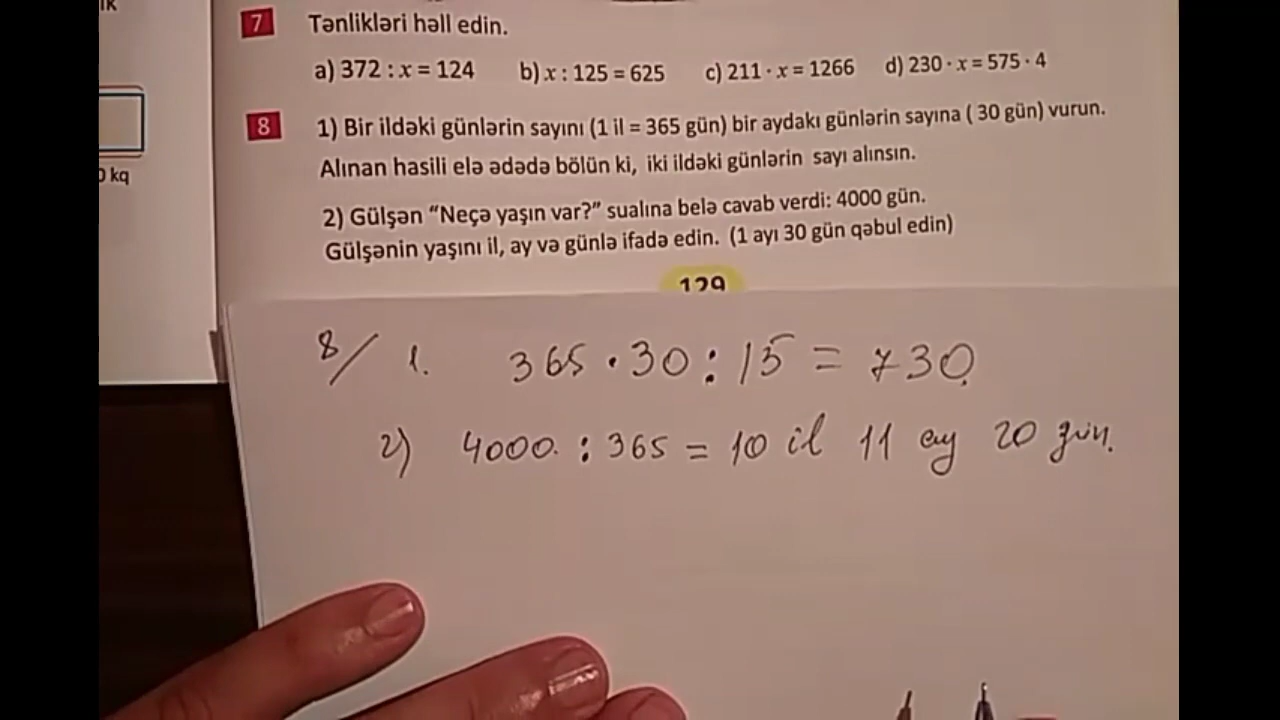 7 Tənlikləri həll edin.
a) 372 : x = 124 b) x : 125 = 625 c) 211 · x = 1266 d) 230 · x = 575 · 4
8 1) Bir ildəki günlərin sayını (1 il = 365 gün) bir aydakı günlərin sayına ( 30 gün) vurun.
Alınan hasili elə ədədə bölün ki, iki ildəki günlərin sayı alınsın.
kq
2) Gülşən “Neçə yaşın var?” sualına belə cavab verdi: 4000 gün.
Gülşənin yaşını il, ay və günlə ifadə edin. (1 ayı 30 gün qəbul edin)
129
8/ 1. 365 · 30 : 15 = 730.
2) 4000 : 365 = 10 il 11 ay 20 gün.